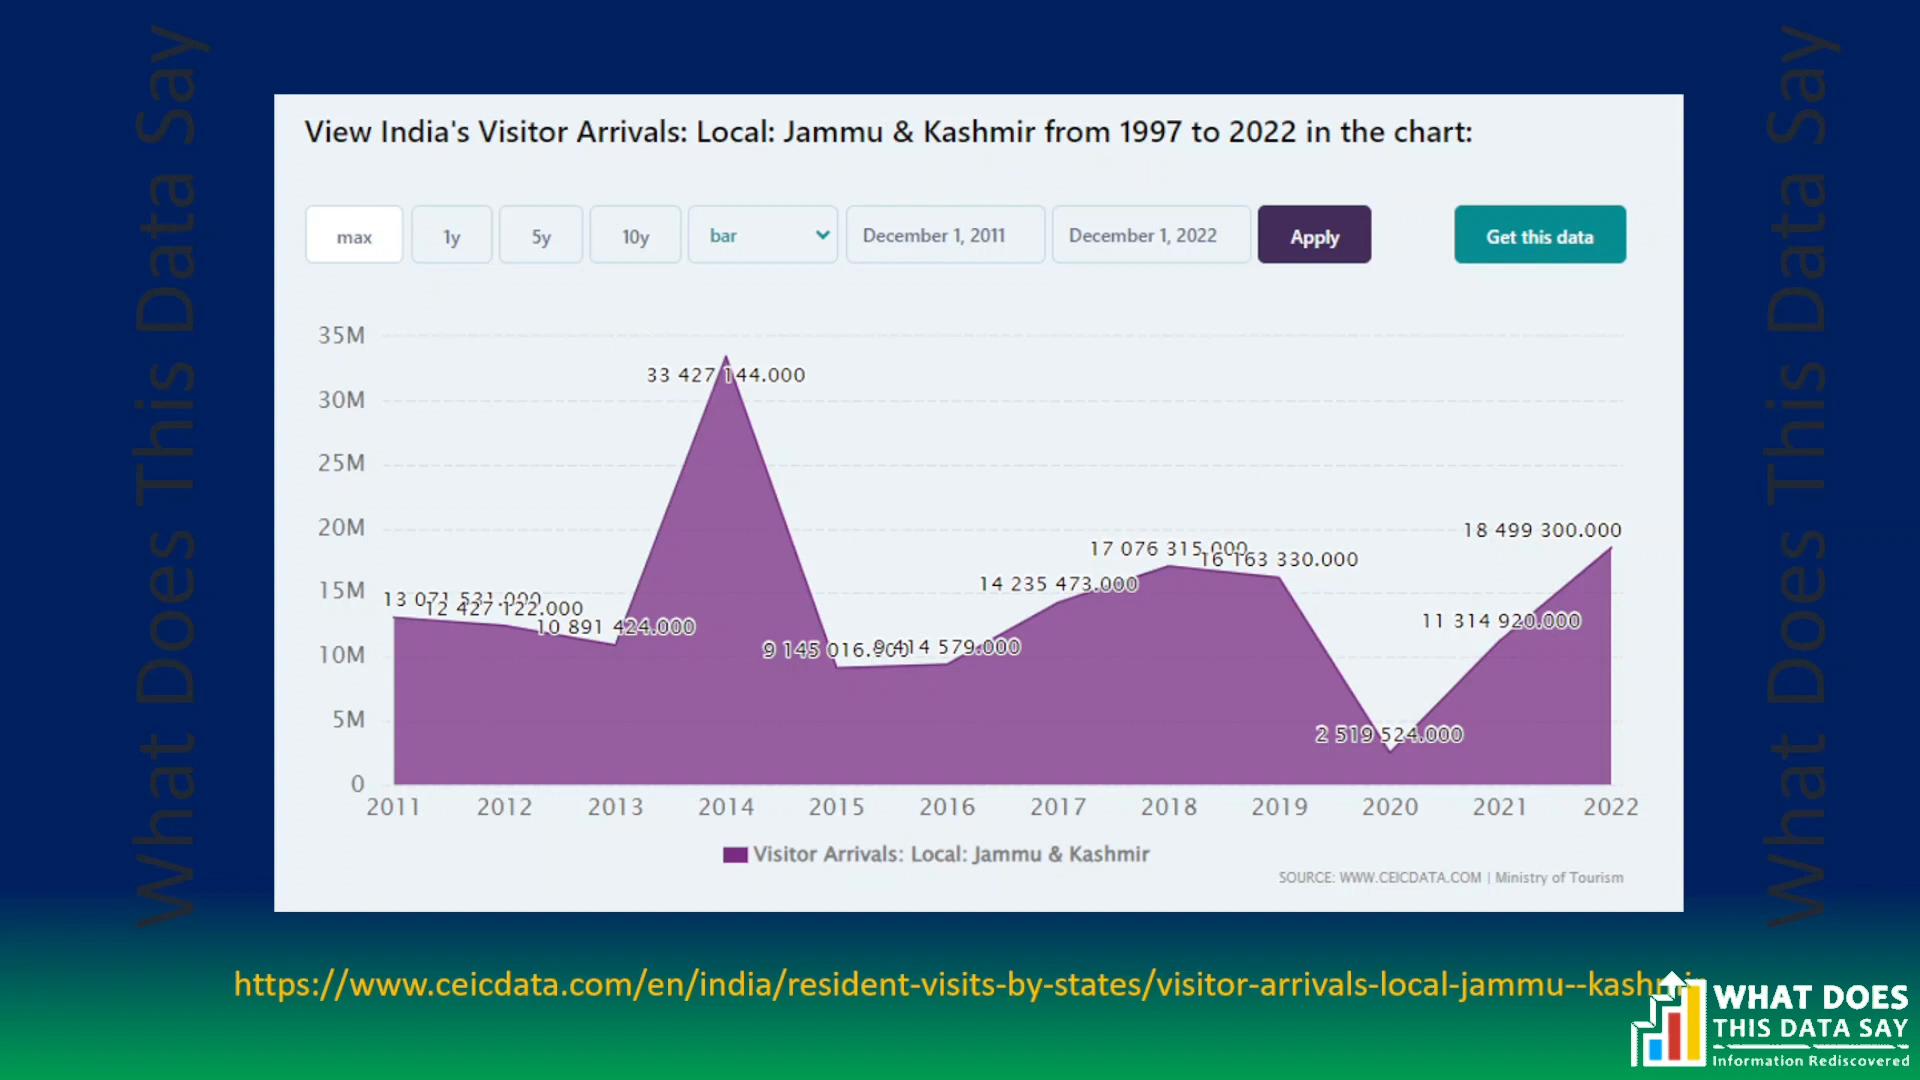 What Does Thiis Data Say
What Does This Data Say
View India's Visitor Arrivals: Local: Jammu & Kashmir from 1997 to 2022 in the chart:
max 1y 5y 10y bar December 1, 2011 December 1, 2022 Apply Get this data
35M
30M
25M
20M
15M
10M
5M
0
13 071 531.000
12 427 122.000
10 891 424.000
33 427 144.000
9 145 016.900
9 414 579.000
14 235 473.000
17 076 315.000
16 163 330.000
2 519 524.000
11 314 920.000
18 499 300.000
2011 2012 2013 2014 2015 2016 2017 2018 2019 2020 2021 2022
Visitor Arrivals: Local: Jammu & Kashmir
SOURCE: WWW.CEICDATA.COM | Ministry of Tourism
https://www.ceicdata.com/en/india/resident-visits-by-states/visitor-arrivals-local-jammu--kashmir
WHAT DOES
THIS DATA SAY
Information Rediscovered